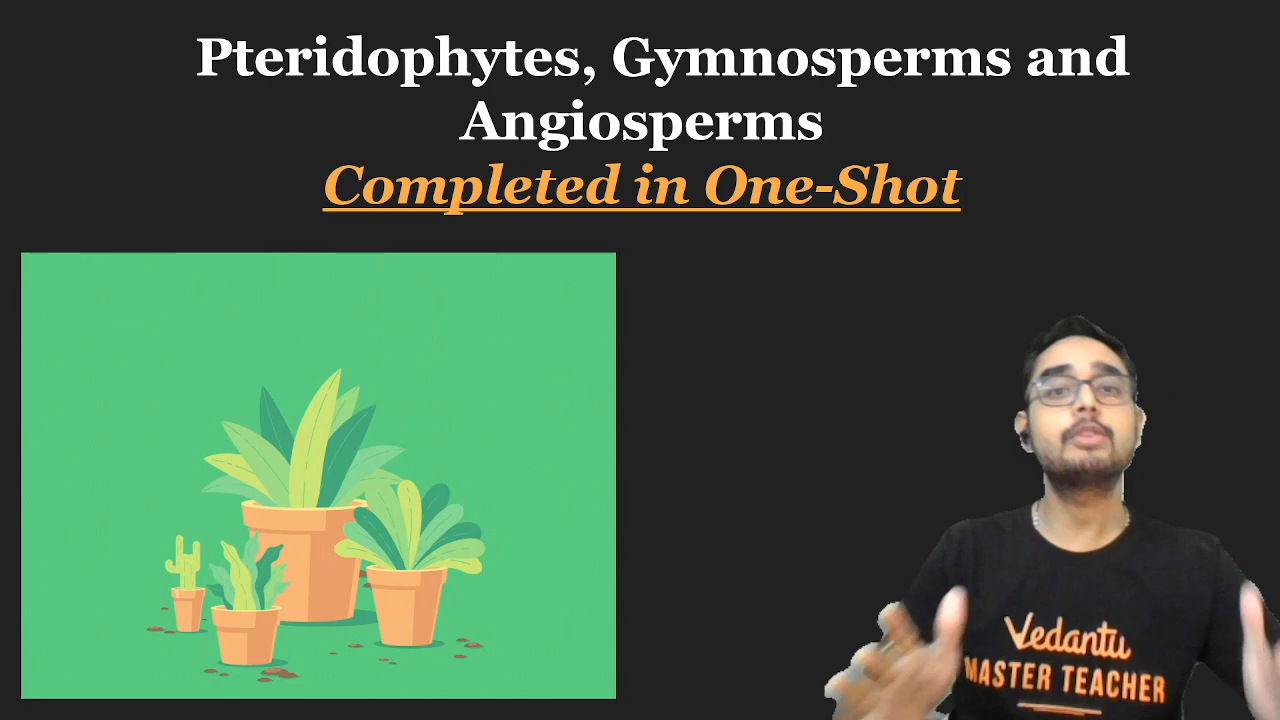 Pteridophytes, Gymnosperms and
Angiosperms
Completed in One-Shot
Vedantu
MASTER TEACHER